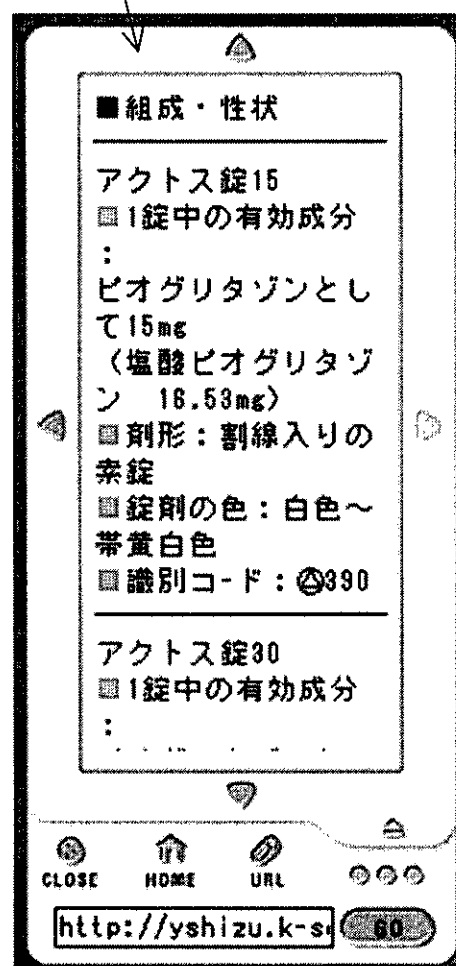 ■組成・性状
アクトス錠15
1錠中の有効成分
:
ピオグリタゾンとし
て15mg
(塩酸ピオグリタゾ
ン 16.53mg)
剤形:割線入りの
素錠
錠剤の色:白色~
帯黄白色
識別コード:390
アクトス錠30
1錠中の有効成分
:
CLOSE HOME URL
http://yshizu.k-s GO